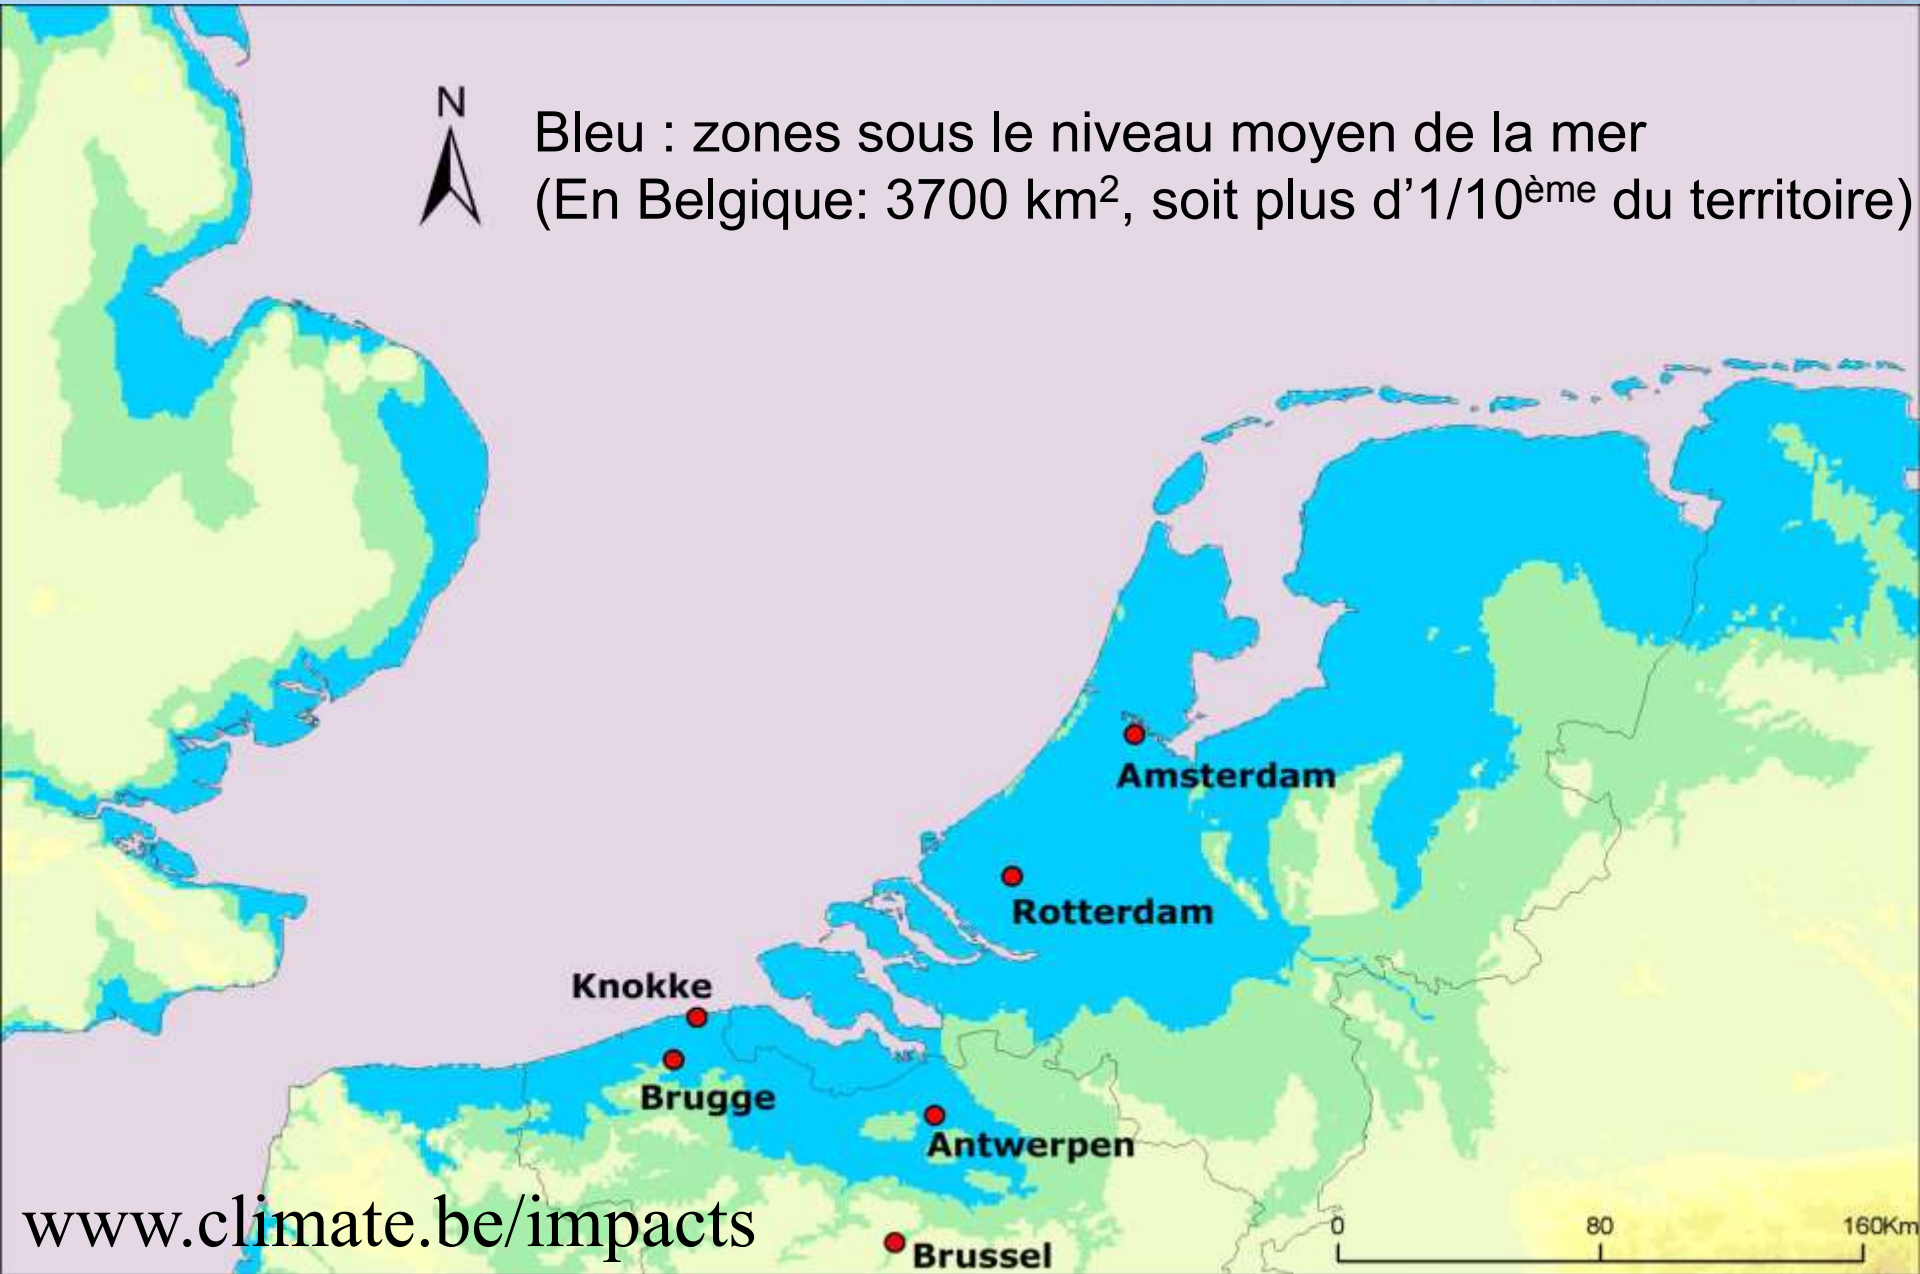 N
Bleu : zones sous le niveau moyen de la mer
(En Belgique: 3700 km², soit plus d’1/10ème du territoire)
Amsterdam
Rotterdam
Knokke
Brugge
Antwerpen
www.climate.be/impacts
Brussel
0 80 160Km